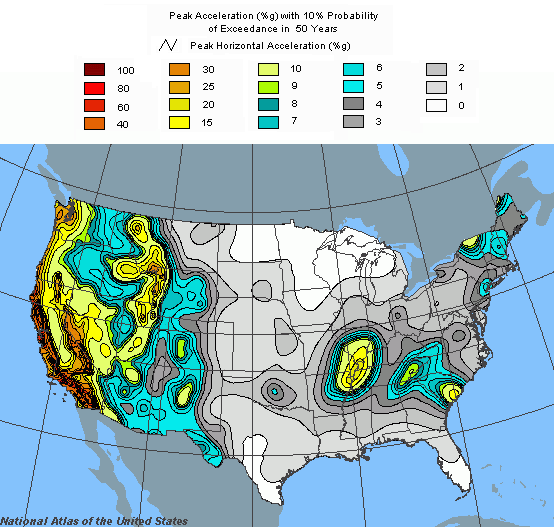 Peak Acceleration (%g) with 10% Probability
of Exceedance in 50 Years
Peak Horizontal Acceleration (%g)
100 30 10 6 2
80 25 9 5 1
60 20 8 4 0
40 15 7 3
National Atlas of the United States